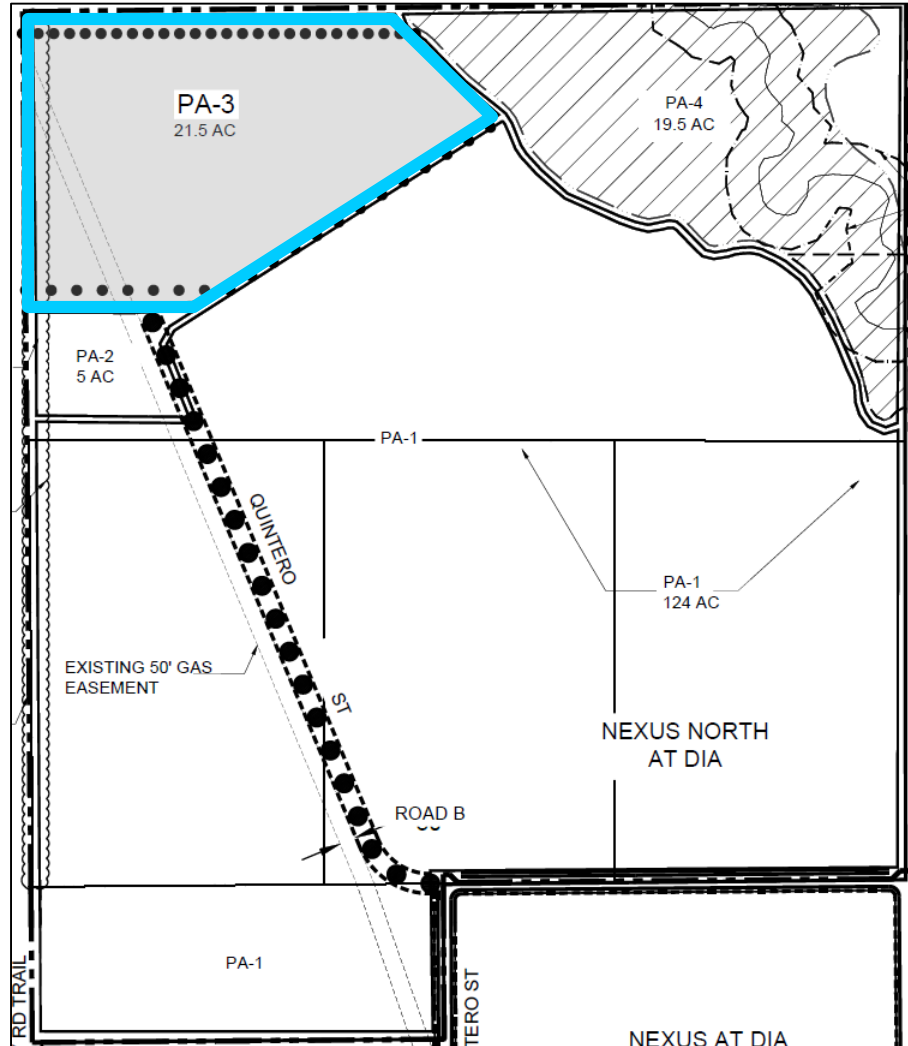 PA-3
21.5 AC
PA-4
19.5 AC
PA-2
5 AC
PA-1
QUINTERO
ST
PA-1
124 AC
EXISTING 50' GAS
EASEMENT
NEXUS NORTH
AT DIA
ROAD B
PA-1
RD TRAIL
TERO ST
NEXUS AT DIA